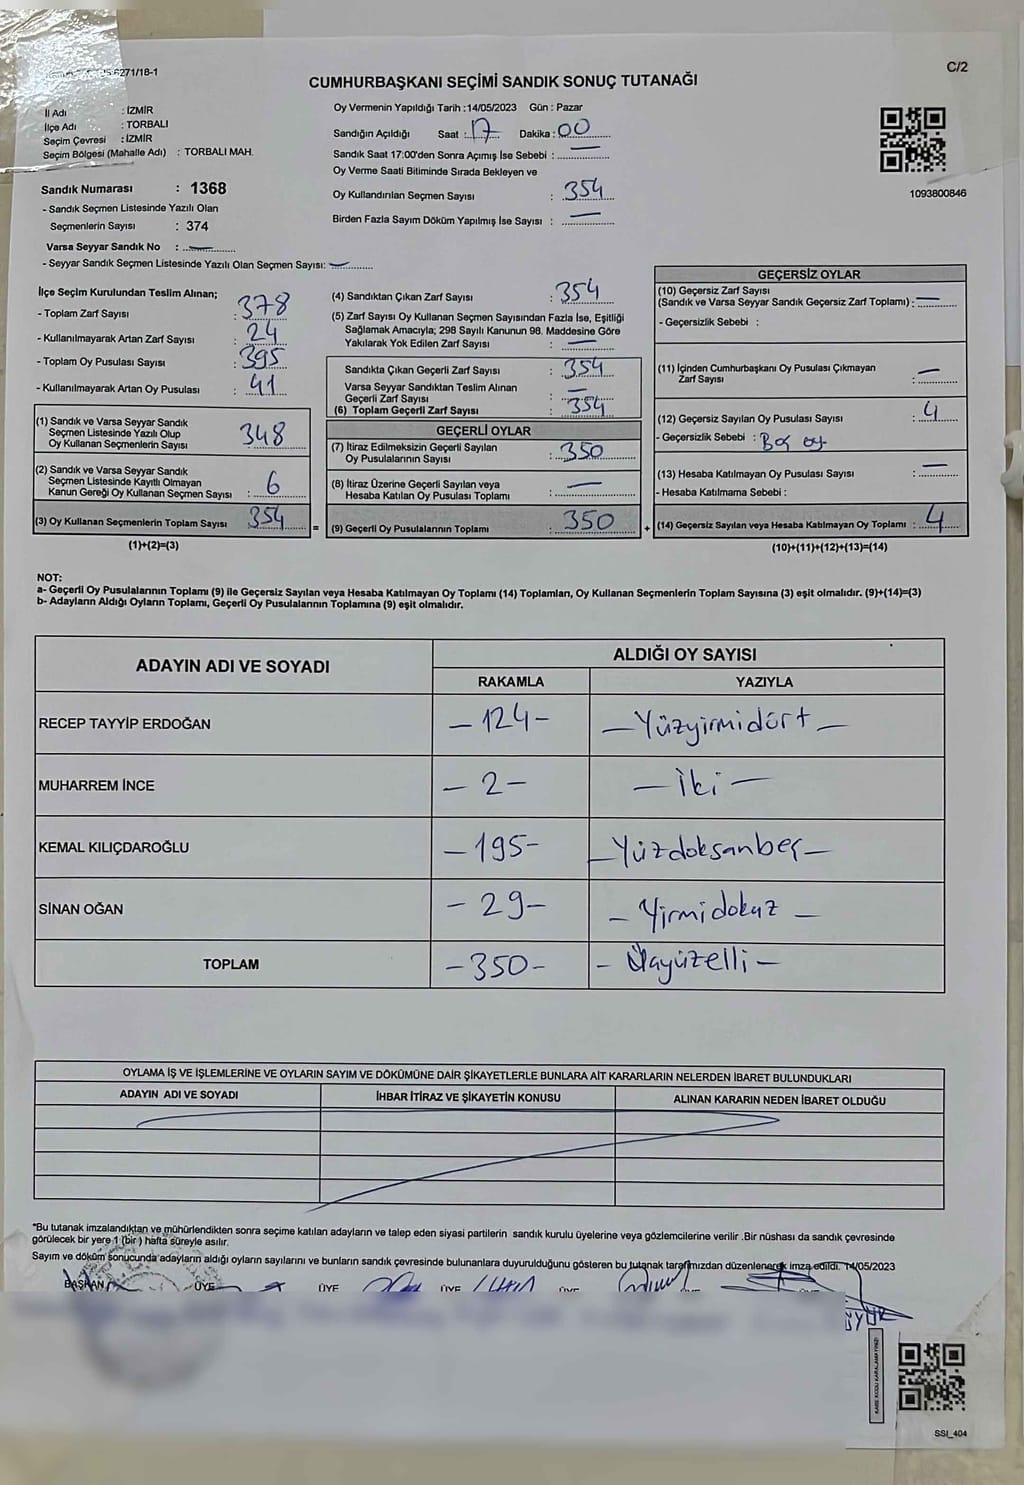 6271/18-1
C/2
CUMHURBAŞKANI SEÇİMİ SANDIK SONUÇ TUTANAĞI
İl Adı : İZMİR
İlçe Adı : TORBALI
Seçim Çevresi : İZMİR
Seçim Bölgesi (Mahalle Adı) : TORBALI MAH.
Sandık Numarası : 1368
- Sandık Seçmen Listesinde Yazılı Olan
Seçmenlerin Sayısı : 374
Varsa Seyyar Sandık No : —
- Seyyar Sandık Seçmen Listesinde Yazılı Olan Seçmen Sayısı: —
Oy Vermenin Yapıldığı Tarih :14/05/2023 Gün : Pazar
Sandığın Açıldığı Saat : 17 Dakika : 00
Sandık Saat 17:00'den Sonra Açımış İse Sebebi : —
Oy Verme Saati Bitiminde Sırada Bekleyen ve
Oy Kullandırılan Seçmen Sayısı : 354
Birden Fazla Sayım Döküm Yapılmış İse Sayısı : —
1093800846
İlçe Seçim Kurulundan Teslim Alınan;
- Toplam Zarf Sayısı : 378
- Kullanılmayarak Artan Zarf Sayısı : 24
- Toplam Oy Pusulası Sayısı : 395
- Kullanılmayarak Artan Oy Pusulası : 41
(1) Sandık ve Varsa Seyyar Sandık
Seçmen Listesinde Yazılı Olup
Oy Kullanan Seçmenlerin Sayısı 348
(2) Sandık ve Varsa Seyyar Sandık
Seçmen Listesinde Kayıtlı Olmayan
Kanun Gereği Oy Kullanan Seçmen Sayısı : 6
(3) Oy Kullanan Seçmenlerin Toplam Sayısı 354
(1)+(2)=(3)
(4) Sandıktan Çıkan Zarf Sayısı : 354
(5) Zarf Sayısı Oy Kullanan Seçmen Sayısından Fazla İse, Eşitliği
Sağlamak Amacıyla; 298 Sayılı Kanunun 98. Maddesine Göre
Yakılarak Yok Edilen Zarf Sayısı : —
Sandıkta Çıkan Geçerli Zarf Sayısı : 354
Varsa Seyyar Sandıktan Teslim Alınan
Geçerli Zarf Sayısı : —
(6) Toplam Geçerli Zarf Sayısı : 354
GEÇERLİ OYLAR
(7) İtiraz Edilmeksizin Geçerli Sayılan
Oy Pusulalarının Sayısı : 350
(8) İtiraz Üzerine Geçerli Sayılan veya
Hesaba Katılan Oy Pusulası Toplamı : —
= (9) Geçerli Oy Pusulalarının Toplamı : 350 +
GEÇERSİZ OYLAR
(10) Geçersiz Zarf Sayısı
(Sandık ve Varsa Seyyar Sandık Geçersiz Zarf Toplamı) : —
- Geçersizlik Sebebi :
(11) İçinden Cumhurbaşkanı Oy Pusulası Çıkmayan
Zarf Sayısı : —
(12) Geçersiz Sayılan Oy Pusulası Sayısı : 4
- Geçersizlik Sebebi : Boş oy
(13) Hesaba Katılmayan Oy Pusulası Sayısı : —
- Hesaba Katılmama Sebebi :
(14) Geçersiz Sayılan veya Hesaba Katılmayan Oy Toplamı : 4
(10)+(11)+(12)+(13)=(14)
NOT:
a- Geçerli Oy Pusulalarının Toplamı (9) ile Geçersiz Sayılan veya Hesaba Katılmayan Oy Toplamı (14) Toplamları, Oy Kullanan Seçmenlerin Toplam Sayısına (3) eşit olmalıdır. (9)+(14)=(3)
b- Adayların Aldığı Oyların Toplamı, Geçerli Oy Pusulalarının Toplamına (9) eşit olmalıdır.
ADAYIN ADI VE SOYADI
ALDIĞI OY SAYISI
RAKAMLA YAZIYLA
RECEP TAYYİP ERDOĞAN -124- -Yüzyirmidört-
MUHARREM İNCE -2- -İki-
KEMAL KILIÇDAROĞLU -195- -Yüzdoksanbeş-
SİNAN OĞAN -29- -Yirmidokuz-
TOPLAM -350- -Üçyüzelli-
OYLAMA İŞ VE İŞLEMLERİNE VE OYLARIN SAYIM VE DÖKÜMÜNE DAİR ŞİKAYETLERLE BUNLARA AİT KARARLARIN NELERDEN İBARET BULUNDUKLARI
ADAYIN ADI VE SOYADI İHBAR İTİRAZ VE ŞİKAYETİN KONUSU ALINAN KARARIN NEDEN İBARET OLDUĞU
*Bu tutanak imzalandıktan ve mühürlendikten sonra seçime katılan adayların ve talep eden siyasi partilerin sandık kurulu üyelerine veya gözlemcilerine verilir .Bir nüshası da sandık çevresinde
görülecek bir yere 1 (bir ) hafta süreyle asılır.
Sayım ve döküm sonucunda adayların aldığı oyların sayılarını ve bunların sandık çevresinde bulunanlara duyurulduğunu gösteren bu tutanak tarafımızdan düzenlenerek imza edildi. 14/05/2023
BAŞKAN ÜYE ÜYE ÜYE
SSI_404